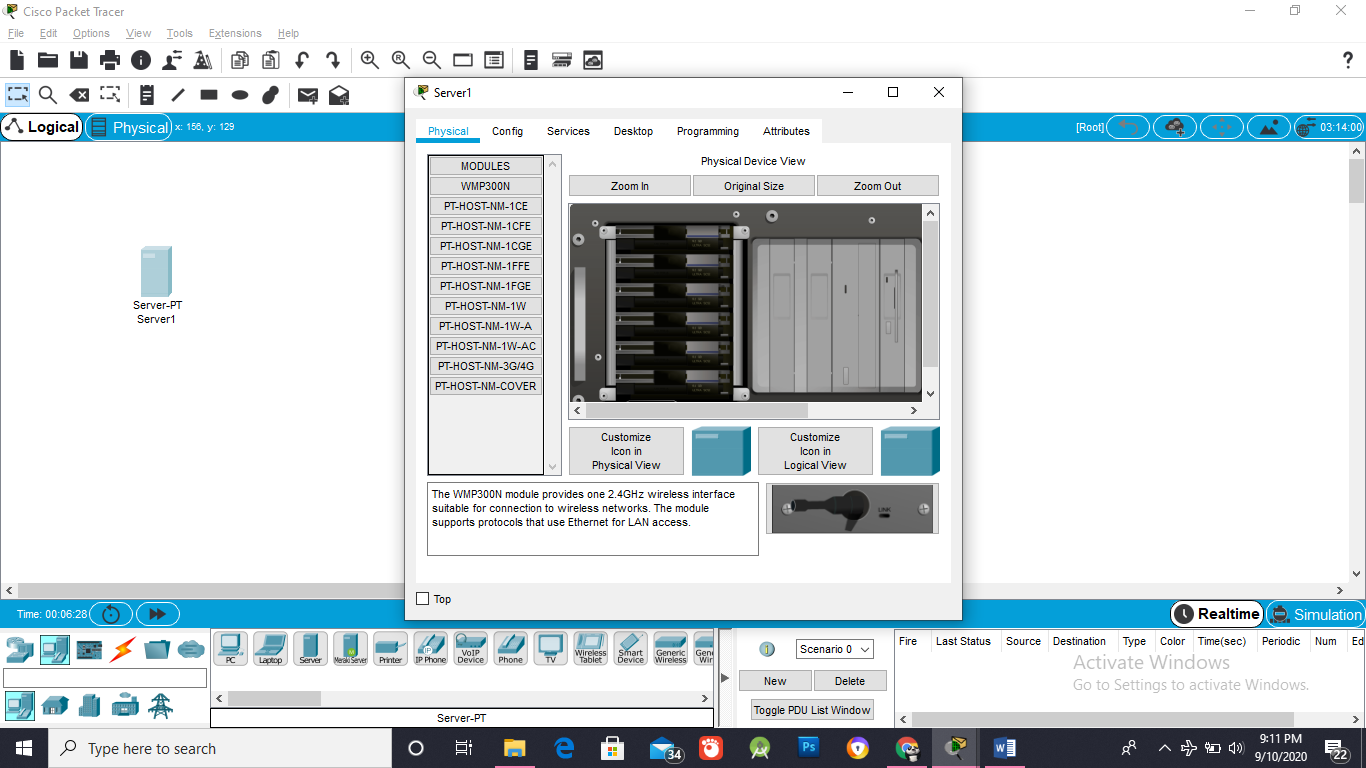 Cisco Packet Tracer
File Edit Options View Tools Extensions Help
Logical Physical x: 156, y: 129 [Root] 03:14:00
Server-PT
Server1
Server1
Physical Config Services Desktop Programming Attributes
MODULES
WMP300N
PT-HOST-NM-1CE
PT-HOST-NM-1CFE
PT-HOST-NM-1CGE
PT-HOST-NM-1FFE
PT-HOST-NM-1FGE
PT-HOST-NM-1W
PT-HOST-NM-1W-A
PT-HOST-NM-1W-AC
PT-HOST-NM-3G/4G
PT-HOST-NM-COVER
Physical Device View
Zoom In Original Size Zoom Out
Customize
Icon in
Physical View
Customize
Icon in
Logical View
The WMP300N module provides one 2.4GHz wireless interface
suitable for connection to wireless networks. The module
supports protocols that use Ethernet for LAN access.
LINK
Top
Time: 00:06:28
Realtime Simulation
PC Laptop Server Meraki Server Printer IP Phone VoIP Device Phone TV Wireless Tablet Smart Device Generic Wireless
Server-PT
Scenario 0
New Delete
Toggle PDU List Window
Fire Last Status Source Destination Type Color Time(sec) Periodic Num Ed
Activate Windows
Go to Settings to activate Windows.
Type here to search
34
Ps
9:11 PM
9/10/2020
22